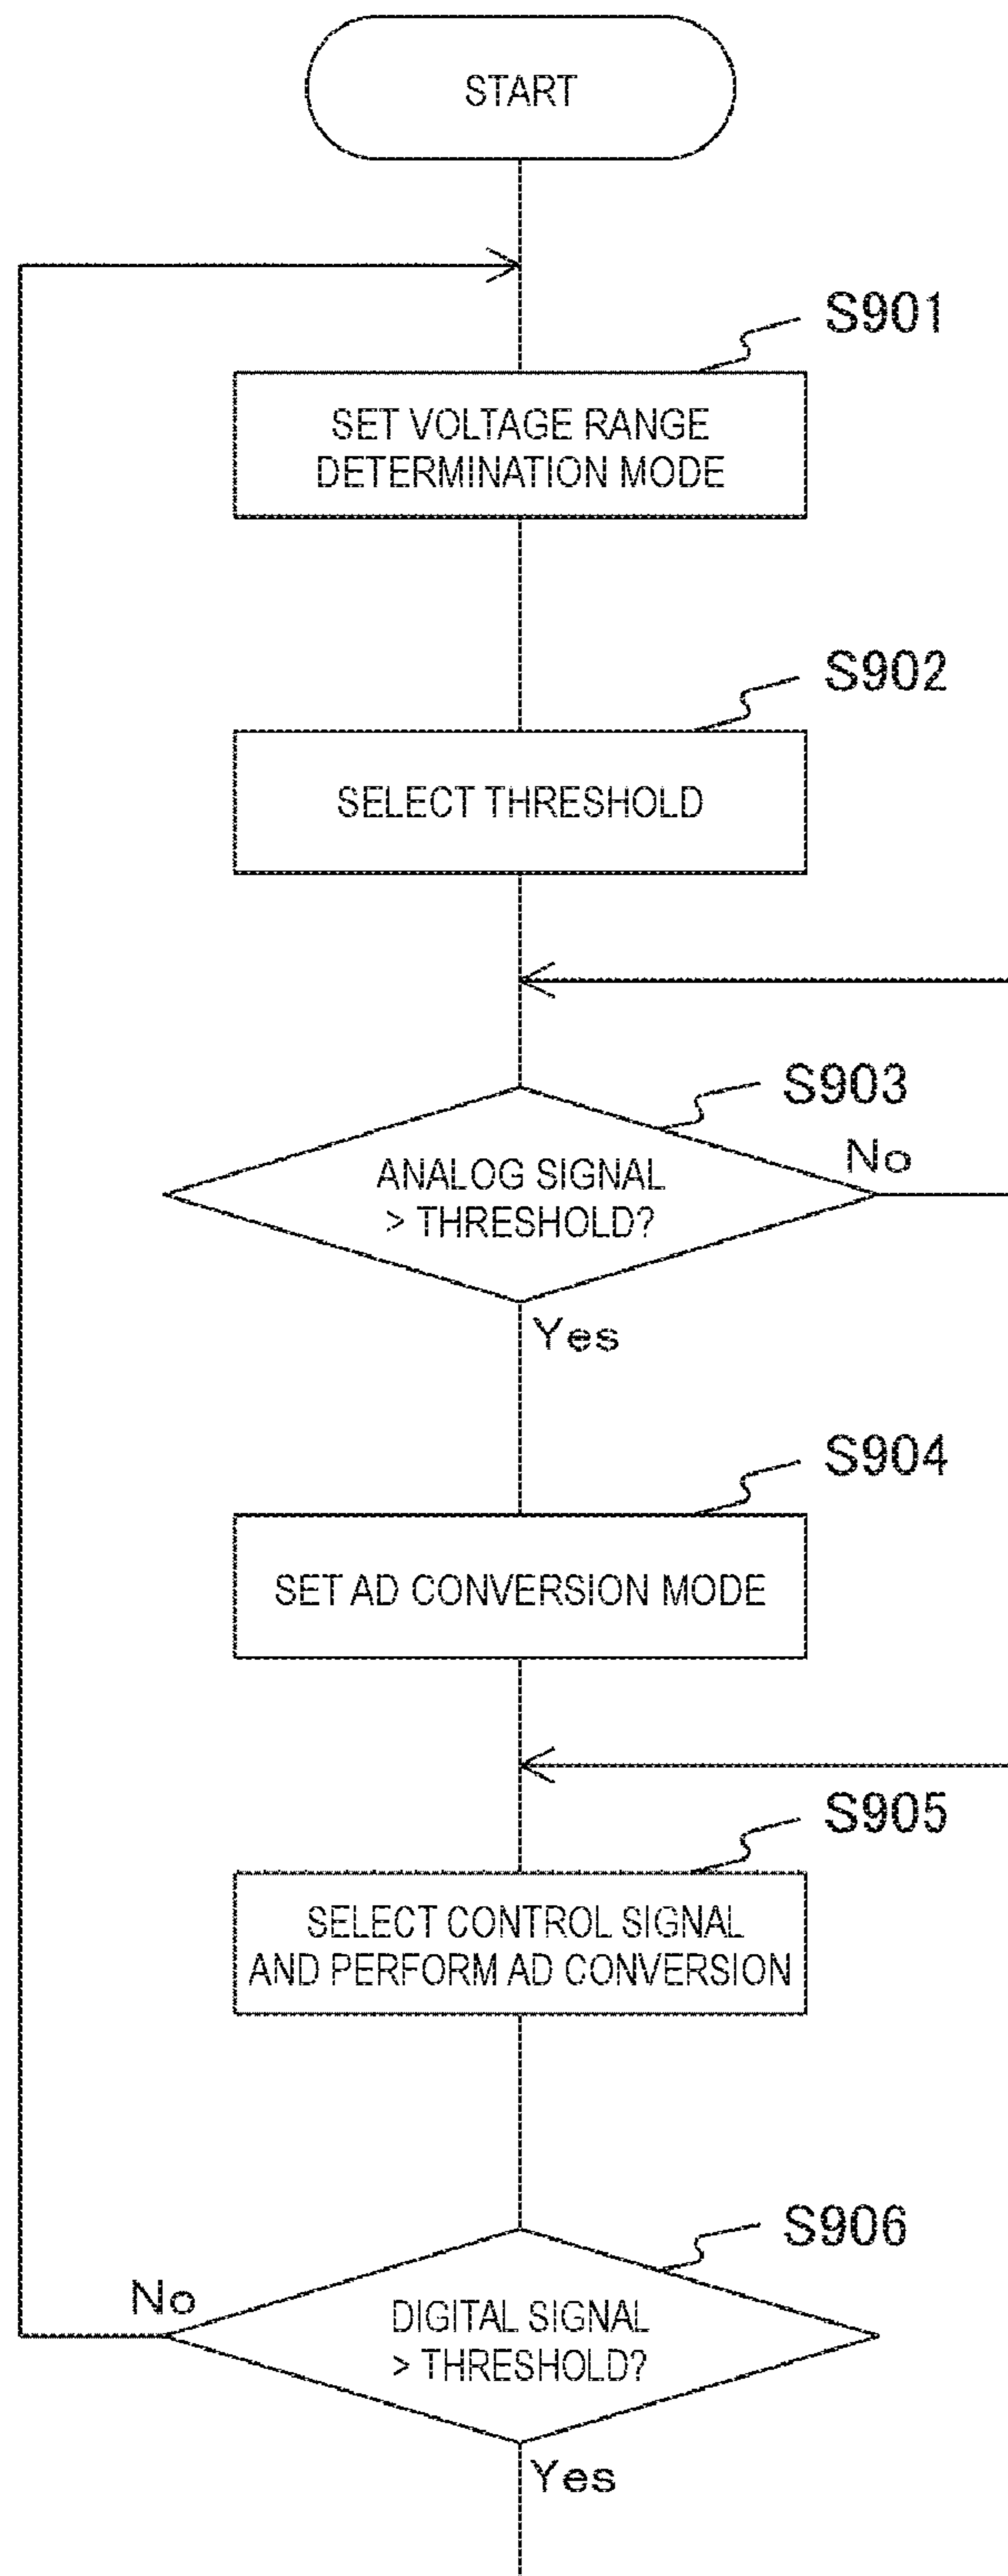 START
S901
SET VOLTAGE RANGE
DETERMINATION MODE
S902
SELECT THRESHOLD
S903
ANALOG SIGNAL
> THRESHOLD?
No
Yes
S904
SET AD CONVERSION MODE
S905
SELECT CONTROL SIGNAL
AND PERFORM AD CONVERSION
S906
No
DIGITAL SIGNAL
> THRESHOLD?
Yes